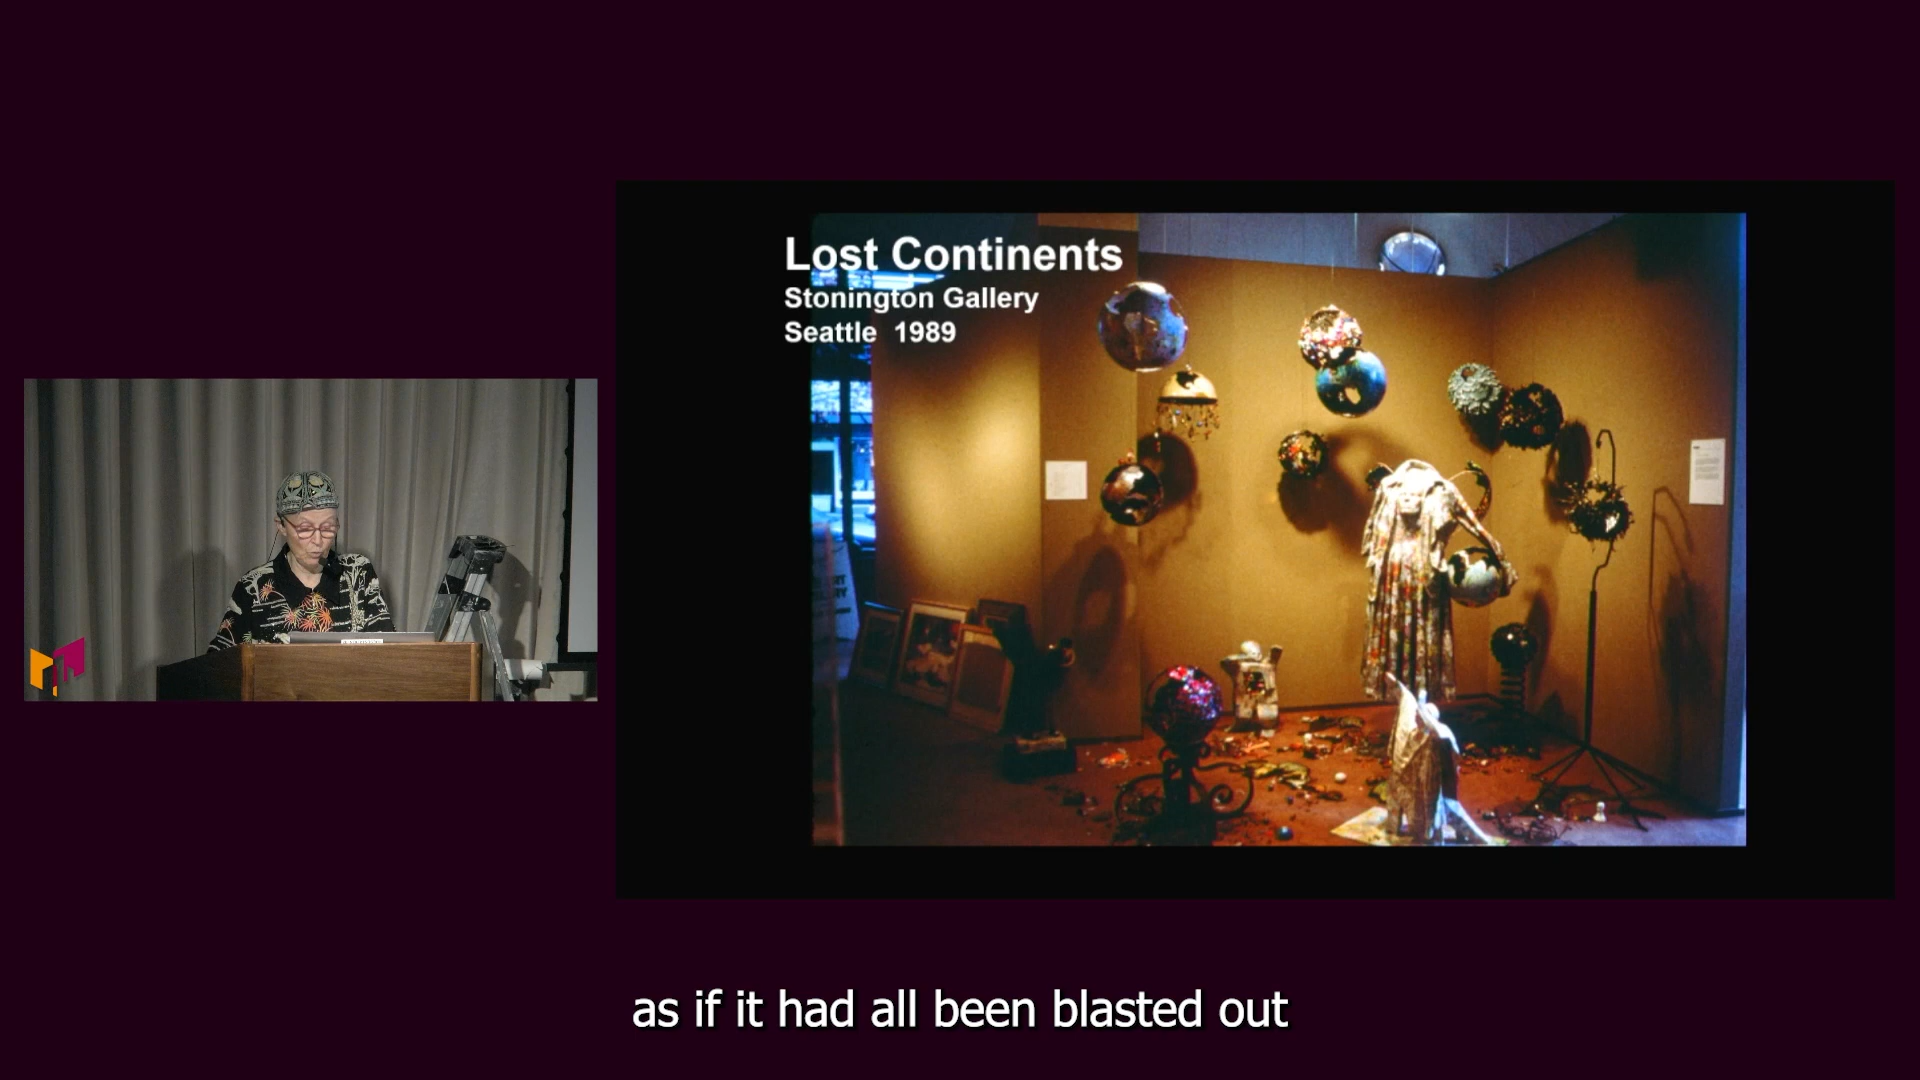 Lost Continents
Stonington Gallery
Seattle 1989
as if it had all been blasted out